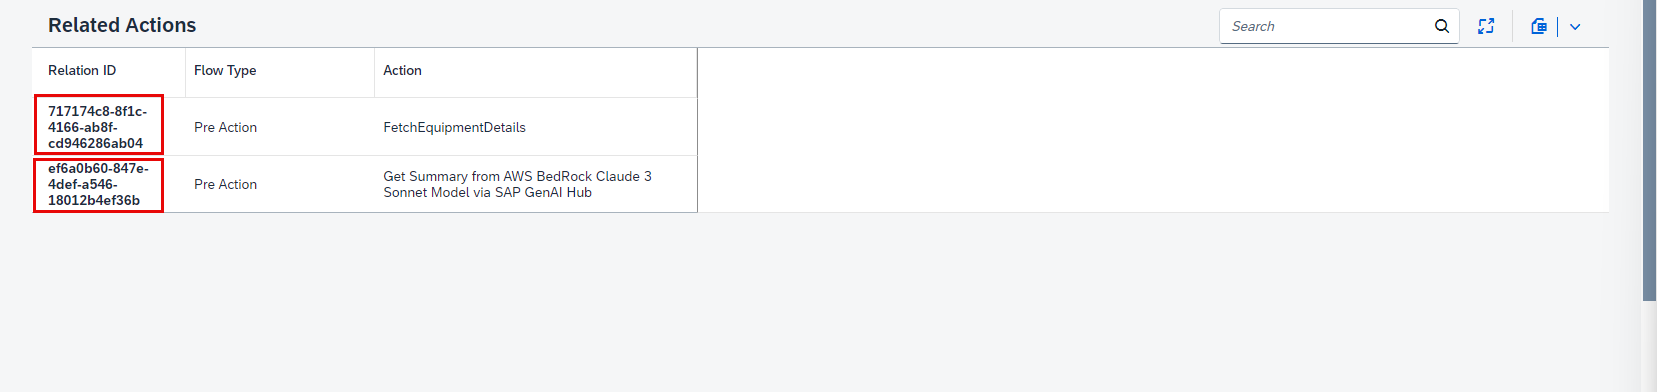 Related Actions
Search
Relation ID
Flow Type
Action
717174c8-8f1c-
4166-ab8f-
cd946286ab04
Pre Action
FetchEquipmentDetails
ef6a0b60-847e-
4def-a546-
18012b4ef36b
Pre Action
Get Summary from AWS BedRock Claude 3
Sonnet Model via SAP GenAI Hub